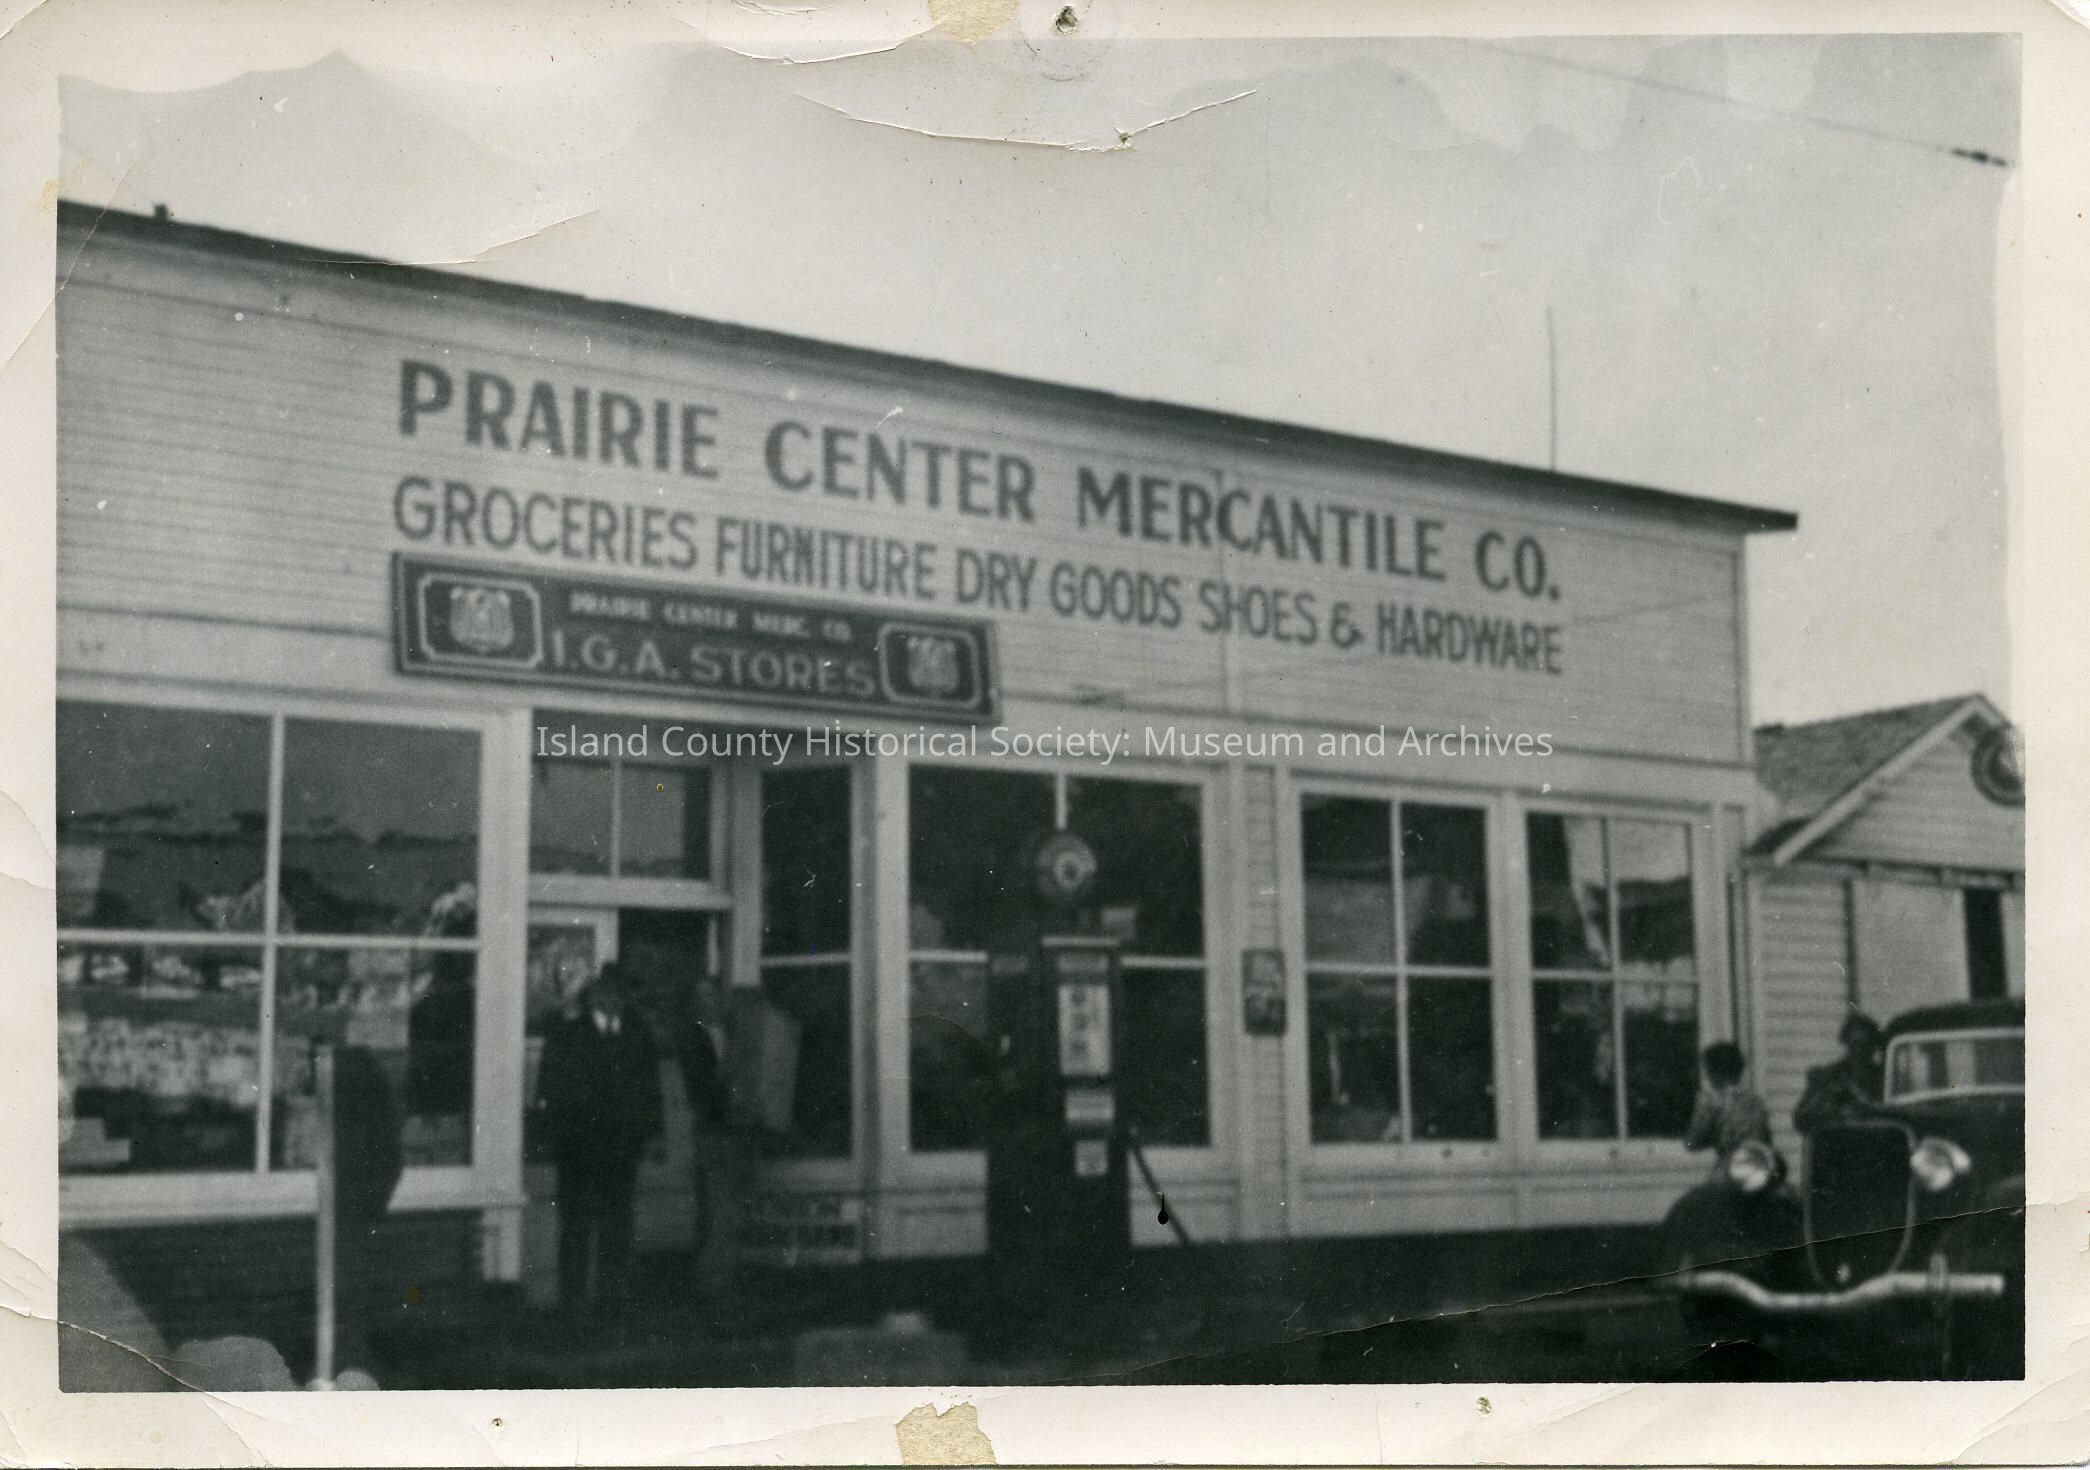 PRAIRIE CENTER MERCANTILE CO.
GROCERIES FURNITURE DRY GOODS SHOES & HARDWARE
PRAIRIE CENTER MERC. CO.
I.G.A. STORES
Island County Historical Society: Museum and Archives